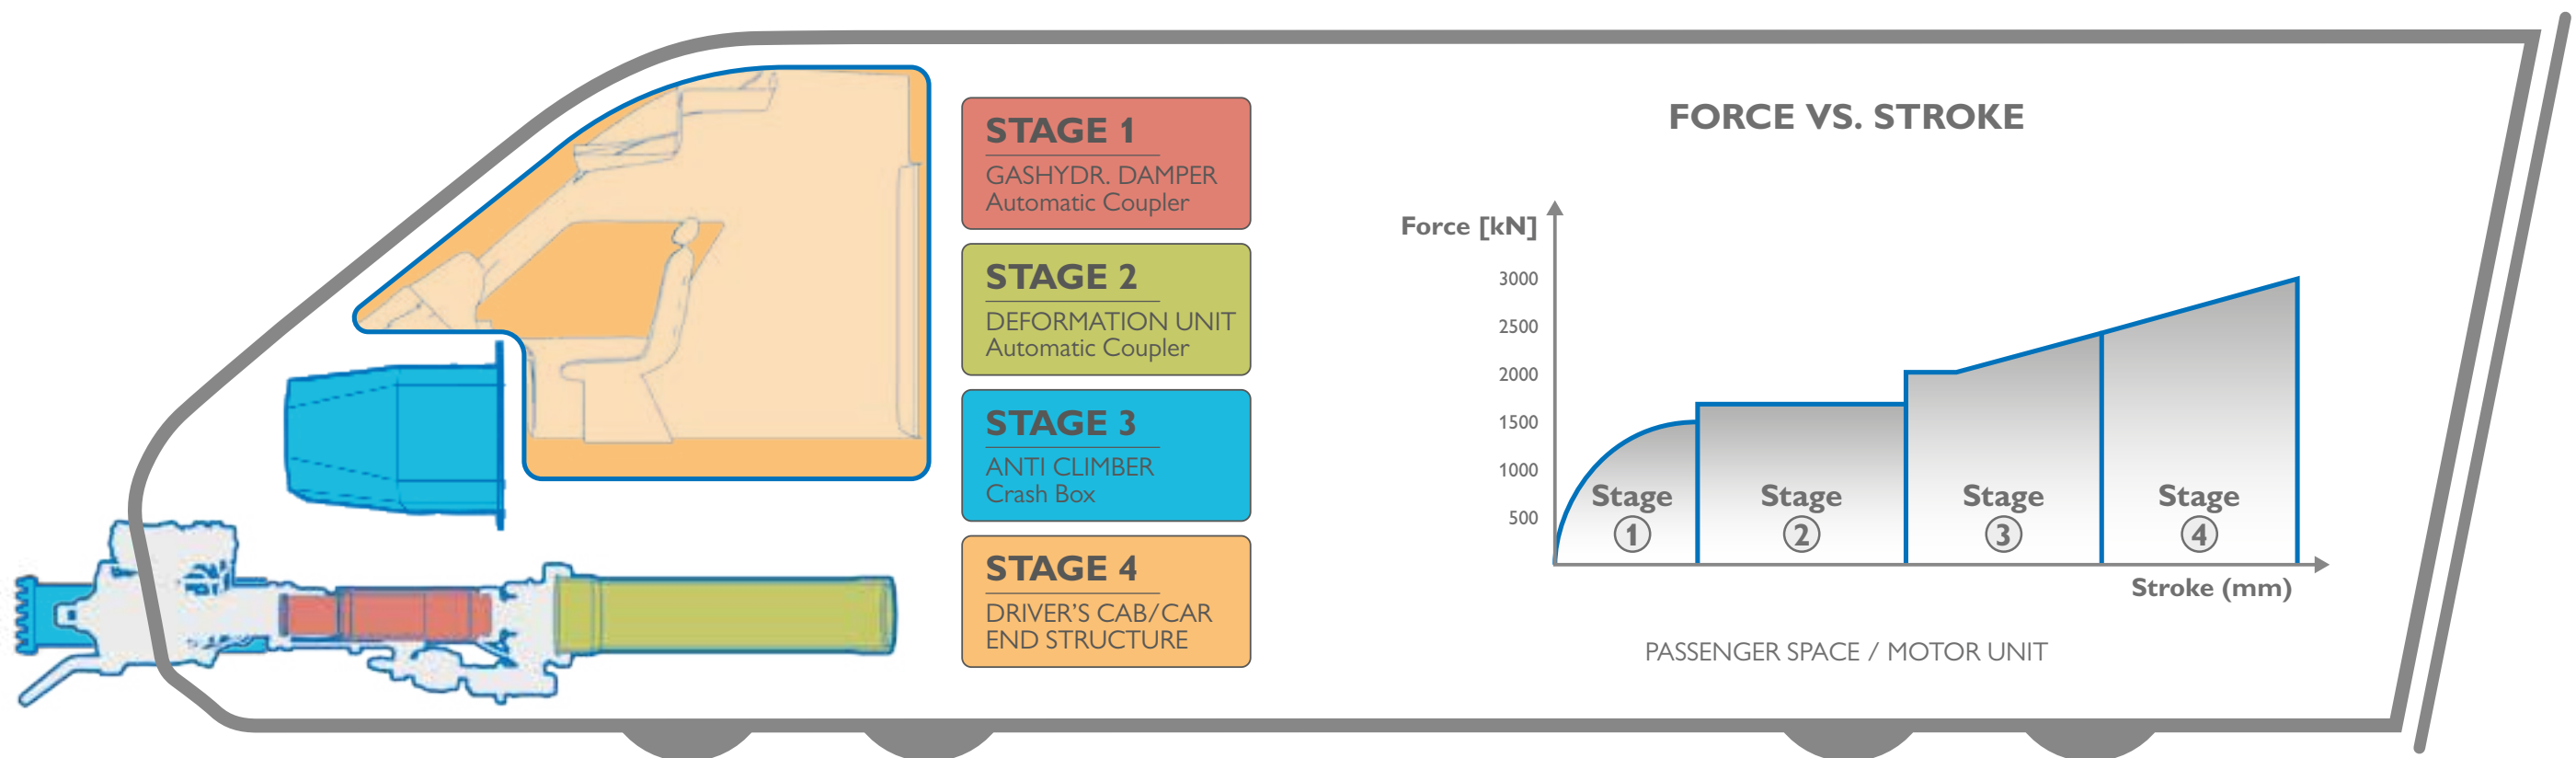 STAGE 1
GASHYDR. DAMPER
Automatic Coupler
STAGE 2
DEFORMATION UNIT
Automatic Coupler
STAGE 3
ANTI CLIMBER
Crash Box
STAGE 4
DRIVER'S CAB/CAR
END STRUCTURE
FORCE VS. STROKE
Force [kN]
3000
2500
2000
1500
1000
500
Stage
1
Stage
2
Stage
3
Stage
4
Stroke (mm)
PASSENGER SPACE / MOTOR UNIT